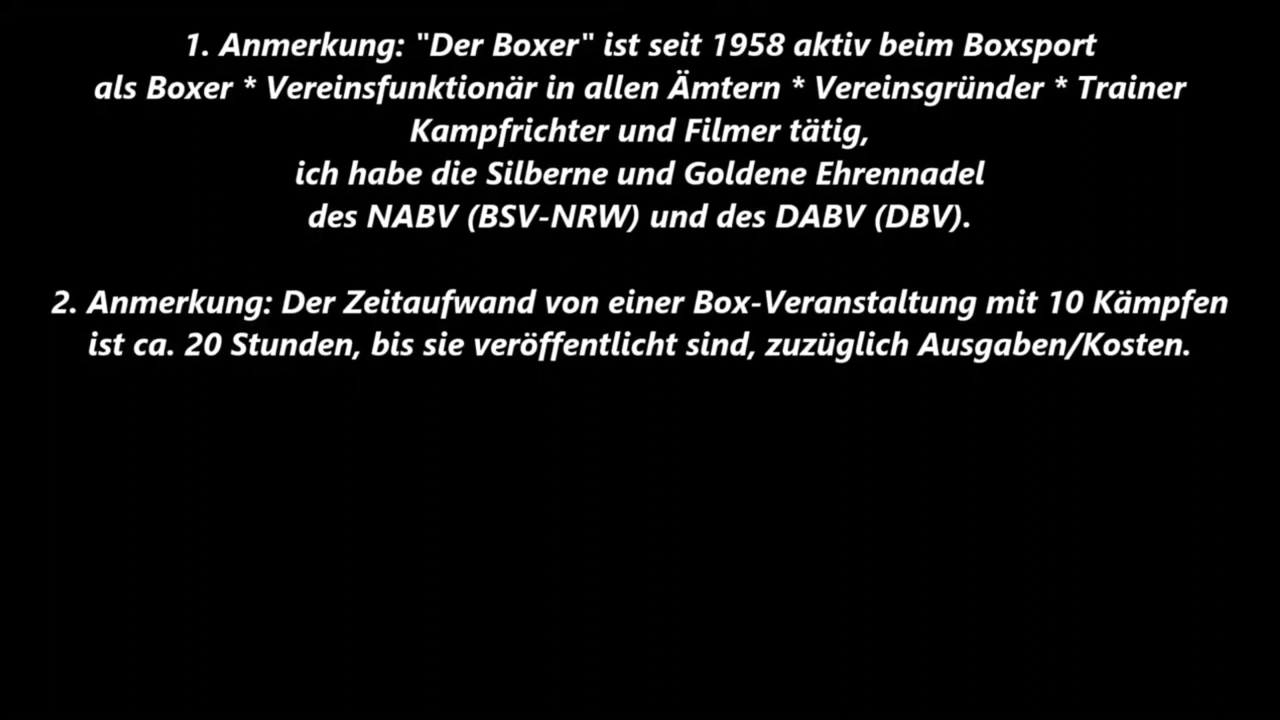 1. Anmerkung: "Der Boxer" ist seit 1958 aktiv beim Boxsport
als Boxer * Vereinsfunktionär in allen Ämtern * Vereinsgründer * Trainer
Kampfrichter und Filmer tätig,
ich habe die Silberne und Goldene Ehrennadel
des NABV (BSV-NRW) und des DABV (DBV).
2. Anmerkung: Der Zeitaufwand von einer Box-Veranstaltung mit 10 Kämpfen
ist ca. 20 Stunden, bis sie veröffentlicht sind, zuzüglich Ausgaben/Kosten.